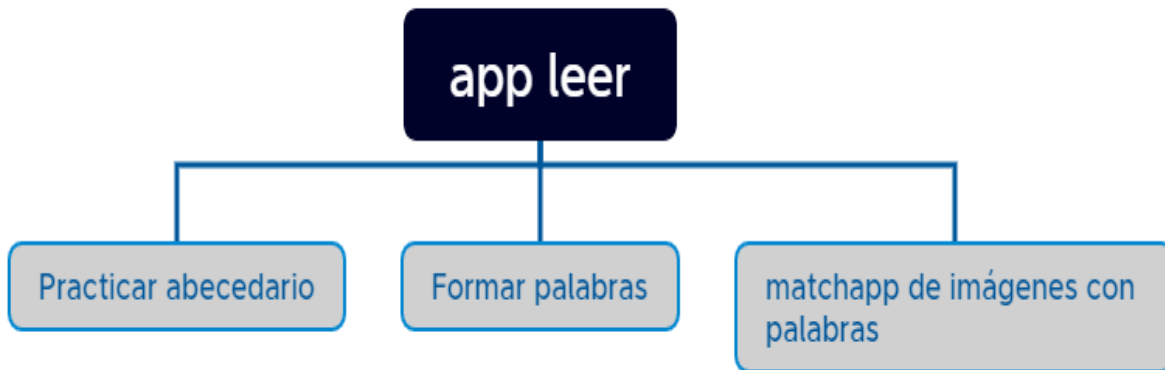 app leer
Practicar abecedario
Formar palabras
matchapp de imágenes con
palabras